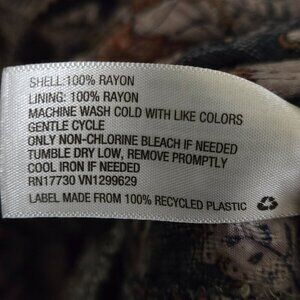 SHELL:100% RAYON
LINING: 100% RAYON
MACHINE WASH COLD WITH LIKE COLORS
GENTLE CYCLE
ONLY NON-CHLORINE BLEACH IF NEEDED
TUMBLE DRY LOW, REMOVE PROMPTLY
COOL IRON IF NEEDED
RN17730 VN1299629
LABEL MADE FROM 100% RECYCLED PLASTIC